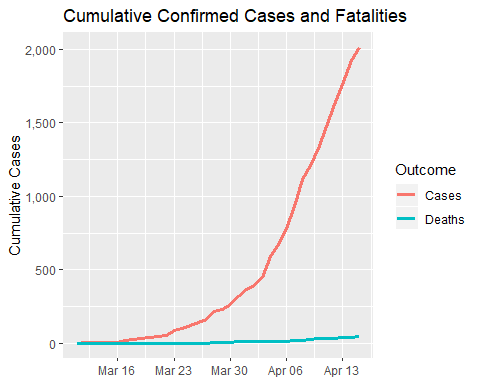 Cumulative Confirmed Cases and Fatalities
Cumulative Cases
2,000
1,500
1,000
500
0
Mar 16 Mar 23 Mar 30 Apr 06 Apr 13
Outcome
Cases
Deaths